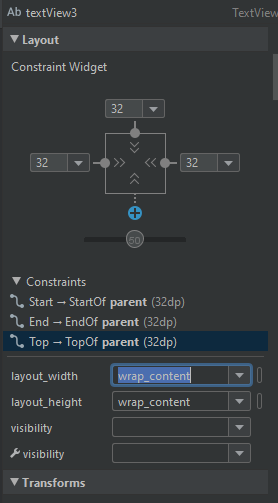 Ab textView3 TextView
Layout
Constraint Widget
32
32 32
50
Constraints
Start → StartOf parent (32dp)
End → EndOf parent (32dp)
Top → TopOf parent (32dp)
layout_width wrap_content
layout_height wrap_content
visibility
visibility
Transforms